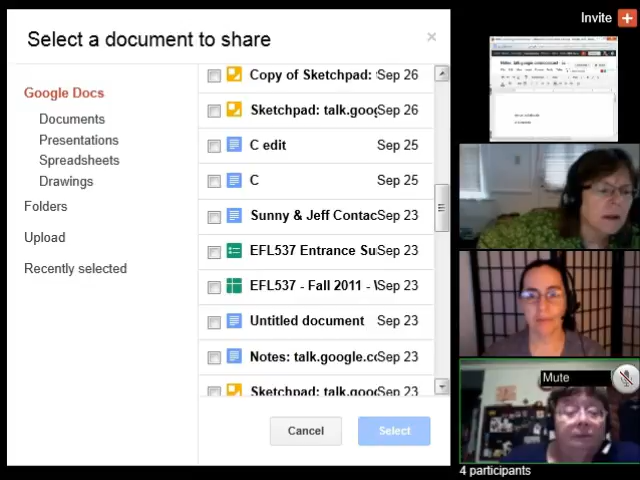 Invite
Select a document to share
Google Docs
Documents
Presentations
Spreadsheets
Drawings
Folders
Upload
Recently selected
Copy of Sketchpad: Sep 26
Sketchpad: talk.goog Sep 26
C edit Sep 25
C Sep 25
Sunny & Jeff Contac Sep 23
EFL537 Entrance Su Sep 23
EFL537 - Fall 2011 - Sep 23
Untitled document Sep 23
Notes: talk.google.co Sep 23
Sketchpad: talk.goog Sep 23
Cancel
Select
Mute
4 participants